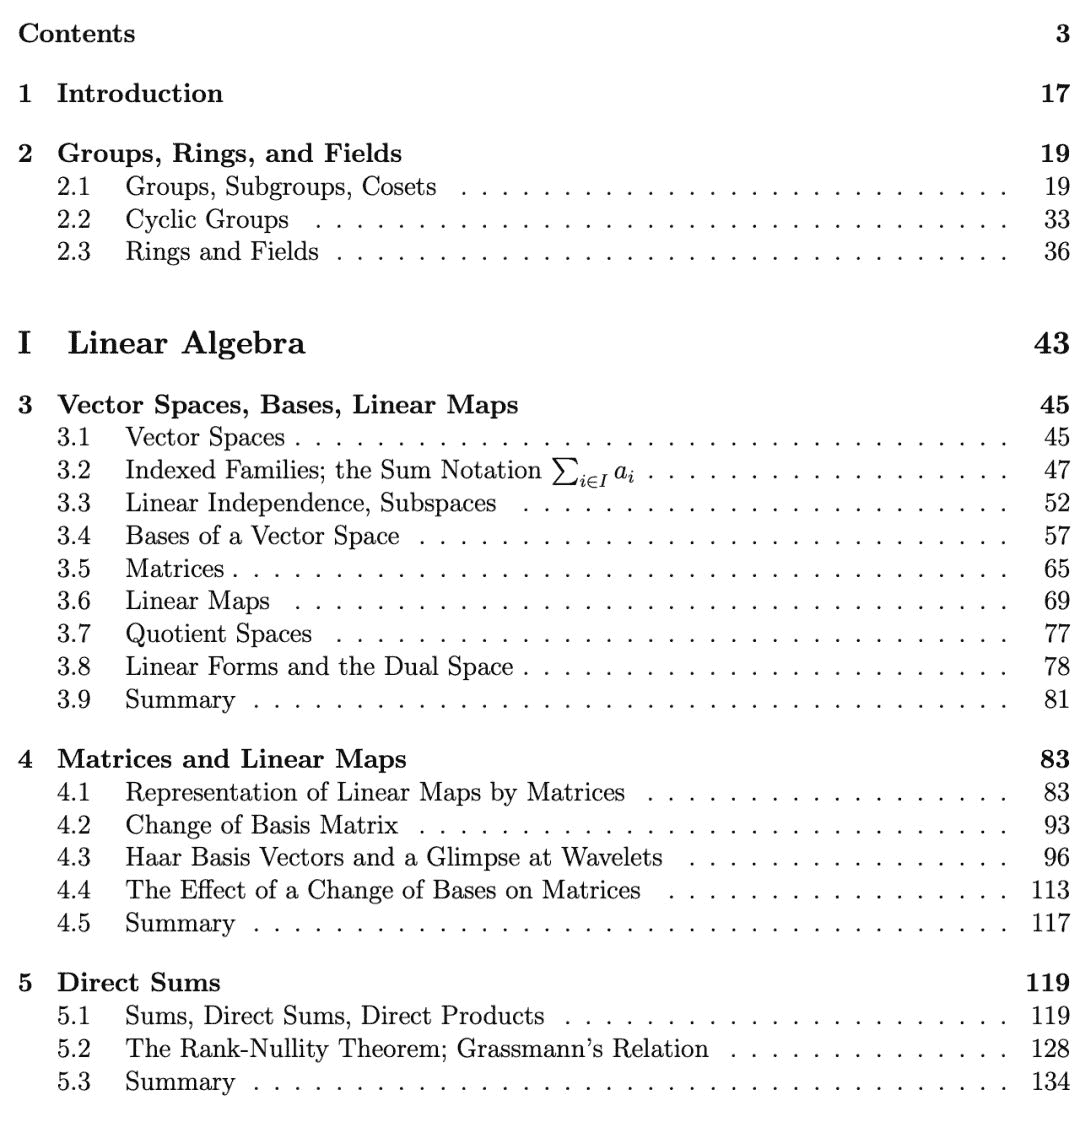 Contents 3
1 Introduction 17
2 Groups, Rings, and Fields 19
2.1 Groups, Subgroups, Cosets . . . . . . . . . . . . . . . . . . . . . . . . . . . 19
2.2 Cyclic Groups . . . . . . . . . . . . . . . . . . . . . . . . . . . . . . . . . . 33
2.3 Rings and Fields . . . . . . . . . . . . . . . . . . . . . . . . . . . . . . . . . 36
I Linear Algebra 43
3 Vector Spaces, Bases, Linear Maps 45
3.1 Vector Spaces . . . . . . . . . . . . . . . . . . . . . . . . . . . . . . . . . . . 45
3.2 Indexed Families; the Sum Notation ∑_{i∈I} a_i . . . . . . . . . . . . . . . . . . 47
3.3 Linear Independence, Subspaces . . . . . . . . . . . . . . . . . . . . . . . . 52
3.4 Bases of a Vector Space . . . . . . . . . . . . . . . . . . . . . . . . . . . . . 57
3.5 Matrices . . . . . . . . . . . . . . . . . . . . . . . . . . . . . . . . . . . . . . 65
3.6 Linear Maps . . . . . . . . . . . . . . . . . . . . . . . . . . . . . . . . . . . 69
3.7 Quotient Spaces . . . . . . . . . . . . . . . . . . . . . . . . . . . . . . . . . 77
3.8 Linear Forms and the Dual Space . . . . . . . . . . . . . . . . . . . . . . . . 78
3.9 Summary . . . . . . . . . . . . . . . . . . . . . . . . . . . . . . . . . . . . . 81
4 Matrices and Linear Maps 83
4.1 Representation of Linear Maps by Matrices . . . . . . . . . . . . . . . . . . 83
4.2 Change of Basis Matrix . . . . . . . . . . . . . . . . . . . . . . . . . . . . . 93
4.3 Haar Basis Vectors and a Glimpse at Wavelets . . . . . . . . . . . . . . . . 96
4.4 The Effect of a Change of Bases on Matrices . . . . . . . . . . . . . . . . . 113
4.5 Summary . . . . . . . . . . . . . . . . . . . . . . . . . . . . . . . . . . . . . 117
5 Direct Sums 119
5.1 Sums, Direct Sums, Direct Products . . . . . . . . . . . . . . . . . . . . . . 119
5.2 The Rank-Nullity Theorem; Grassmann's Relation . . . . . . . . . . . . . . 128
5.3 Summary . . . . . . . . . . . . . . . . . . . . . . . . . . . . . . . . . . . . . 134